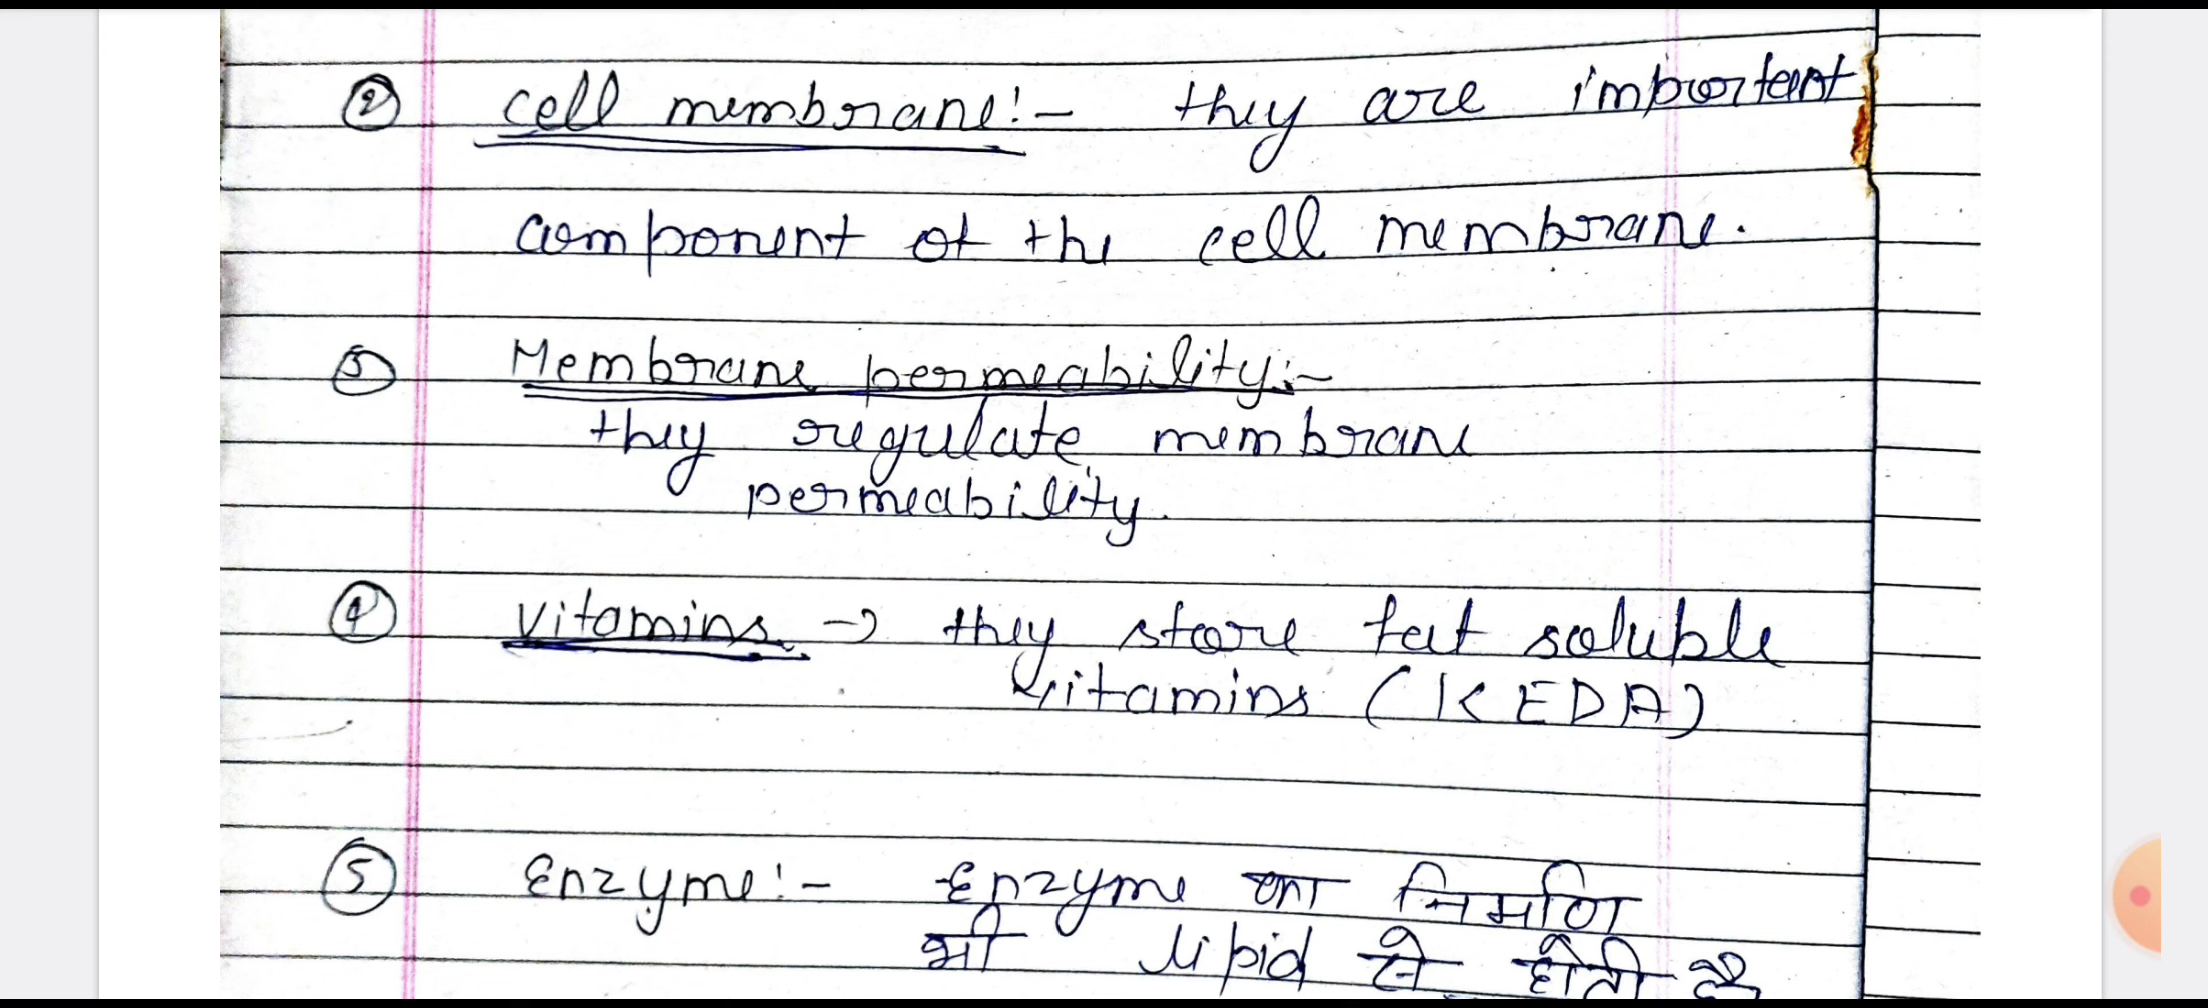 ② cell membrane:- they are important
component of the cell membrane.
③ Membrane permeability:-
they regulate membrane
permeability.
④ Vitamins → they store fat soluble
Vitamins (KEDA)
⑤ Enzyme:- Enzyme का निर्माण
भी lipid से होती है